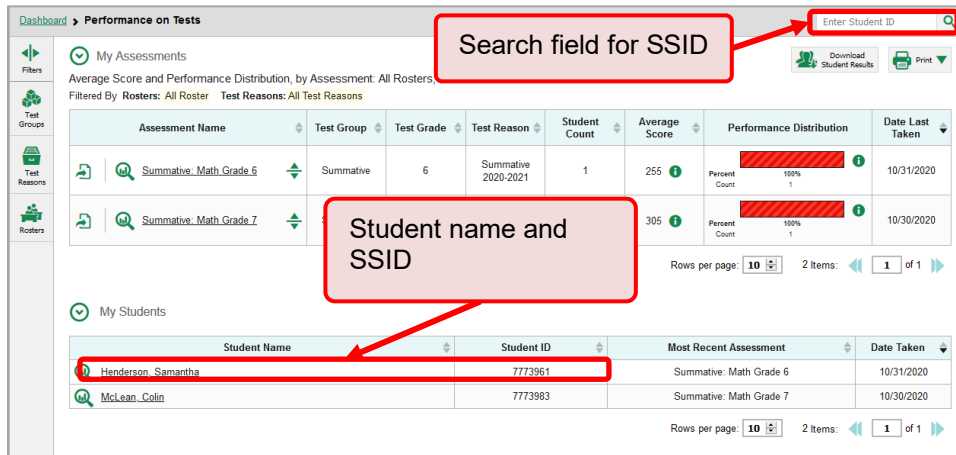 Dashboard > Performance on Tests
Enter Student ID
Search field for SSID
Filters
My Assessments
Download Student Results
Print
Average Score and Performance Distribution, by Assessment: All Rosters,
Filtered By Rosters: All Roster Test Reasons: All Test Reasons
Test Groups
Test Reasons
Rosters
Assessment Name Test Group Test Grade Test Reason Student Count Average Score Performance Distribution Date Last Taken
Summative: Math Grade 6 Summative 6 Summative 2020-2021 1 255 Percent 100% Count 1 10/31/2020
Summative: Math Grade 7 305 Percent 100% Count 1 10/30/2020
Student name and
SSID
Rows per page: 10 2 Items: 1 of 1
My Students
Student Name Student ID Most Recent Assessment Date Taken
Henderson, Samantha 7773961 Summative: Math Grade 6 10/31/2020
McLean, Colin 7773983 Summative: Math Grade 7 10/30/2020
Rows per page: 10 2 Items: 1 of 1